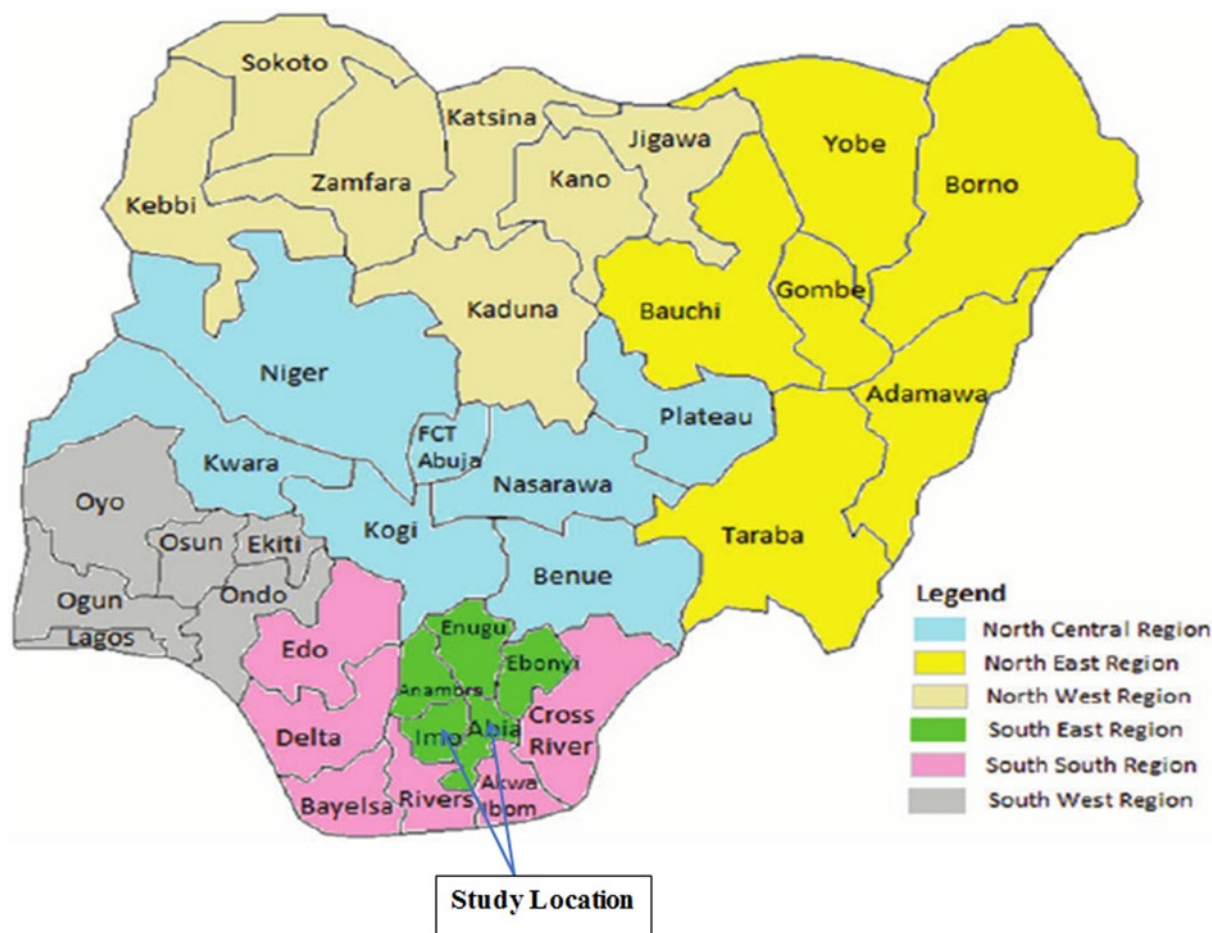 Sokoto
Katsina
Jigawa
Yobe
Borno
Kebbi
Zamfara
Kano
Kaduna
Bauchi
Gombe
Niger
Adamawa
Plateau
FCT
Abuja
Kwara
Nasarawa
Oyo
Kogi
Taraba
Osun
Ekiti
Benue
Ogun
Ondo
Lagos
Edo
Enugu
Ebonyi
Anambrs
Delta
Imo
Abia
Cross
River
Bayelsa
Rivers
Akwa
Ibom
Legend
North Central Region
North East Region
North West Region
South East Region
South South Region
South West Region
Study Location